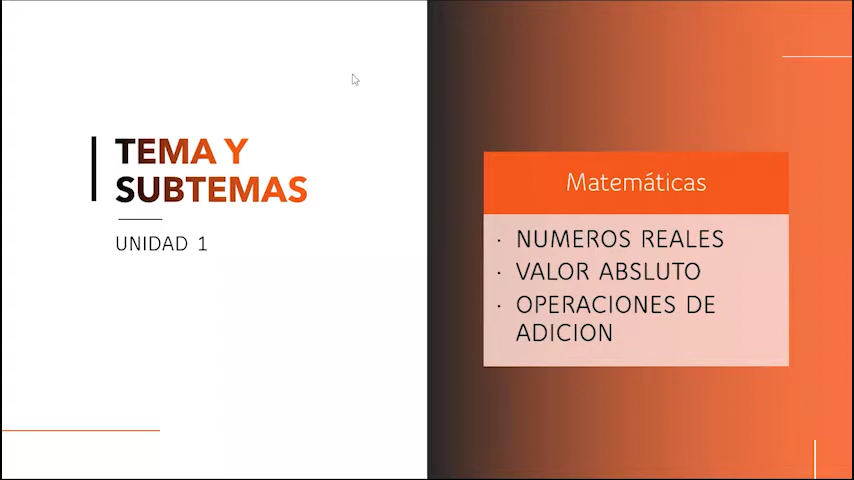 TEMA Y
SUBTEMAS
UNIDAD 1
Matemáticas
· NUMEROS REALES
· VALOR ABSLUTO
· OPERACIONES DE
ADICION